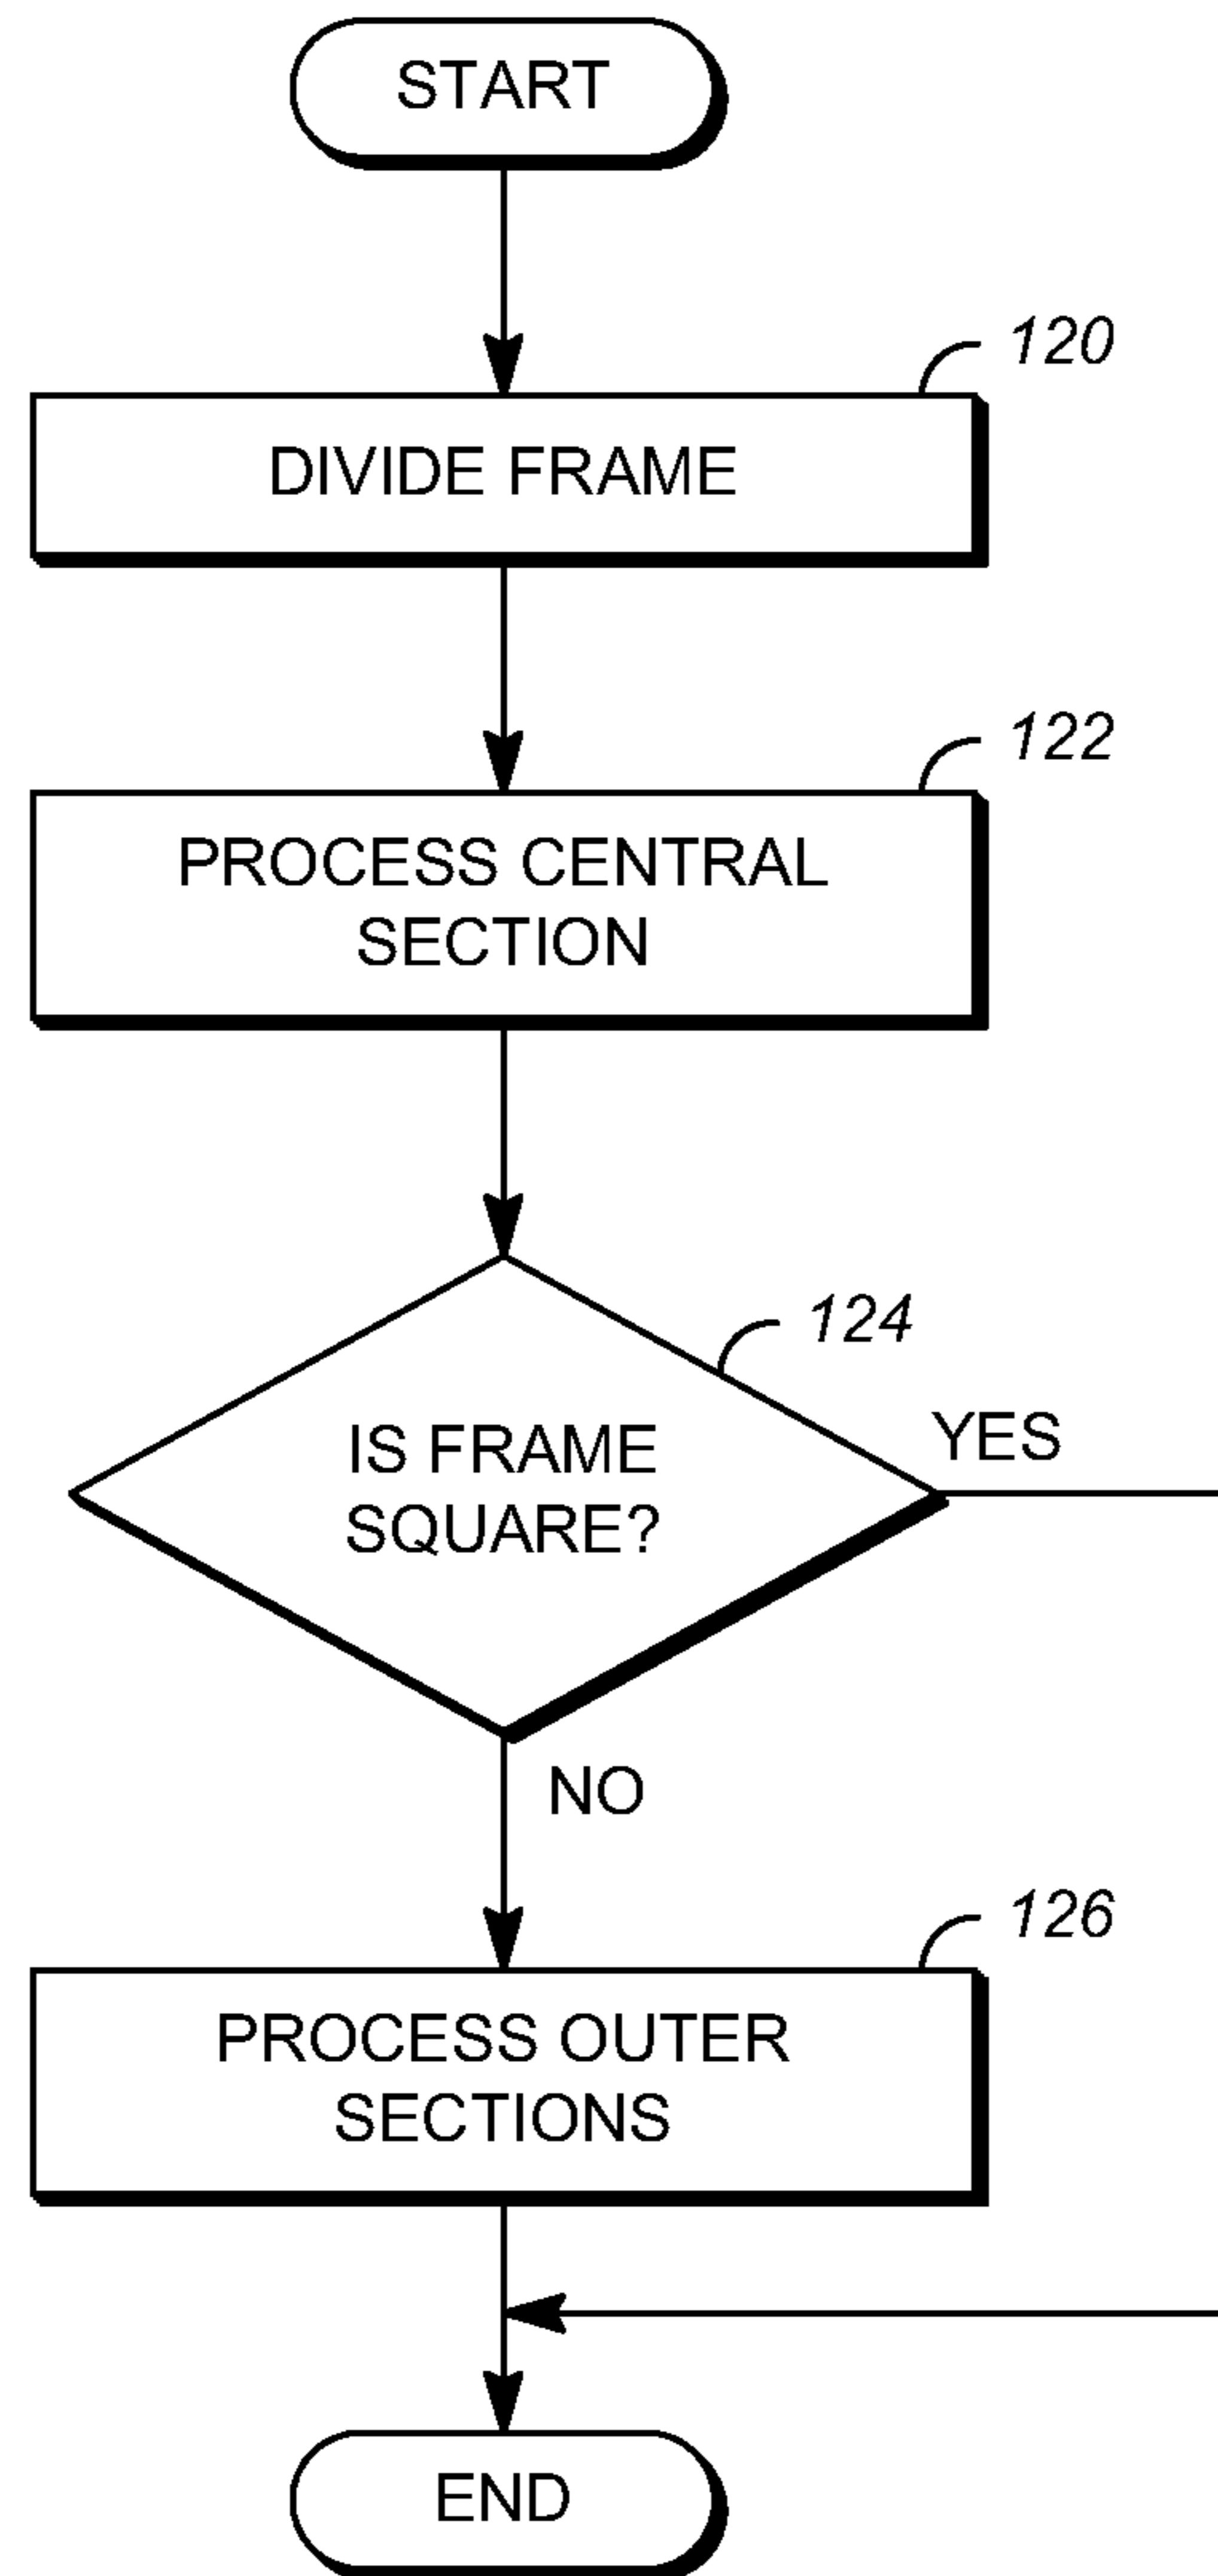 START
120
DIVIDE FRAME
122
PROCESS CENTRAL
SECTION
124
IS FRAME
SQUARE?
YES
NO
126
PROCESS OUTER
SECTIONS
END